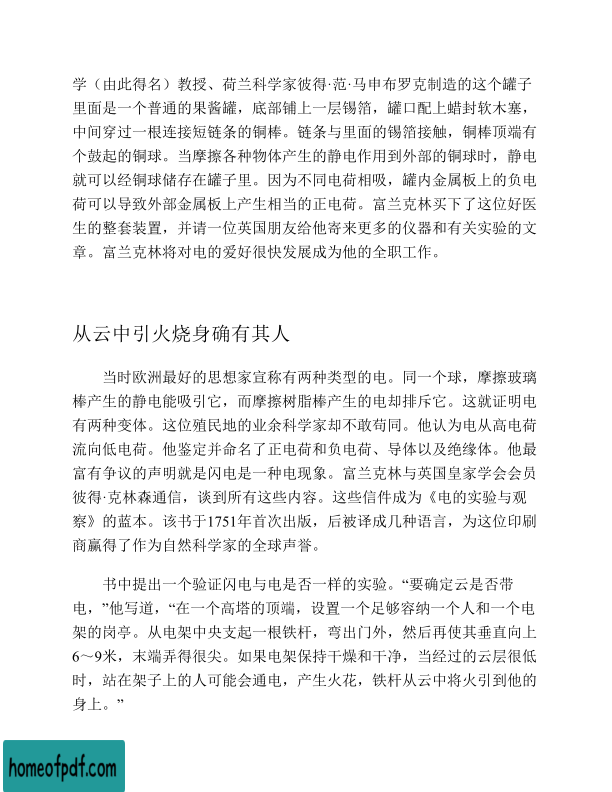 学（由此得名）教授、荷兰科学家彼得·范·马申布罗克制造的这个罐子
里面是一个普通的果酱罐，底部铺上一层锡箔，罐口配上蜡封软木塞，
中间穿过一根连接短链条的铜棒。链条与里面的锡箔接触，铜棒顶端有
个鼓起的铜球。当摩擦各种物体产生的静电作用到外部的铜球时，静电
就可以经铜球储存在罐子里。因为不同电荷相吸，罐内金属板上的负电
荷可以导致外部金属板上产生相当的正电荷。富兰克林买下了这位好医
生的整套装置，并请一位英国朋友给他寄来更多的仪器和有关实验的文
章。富兰克林将对电的爱好很快发展成为他的全职工作。
从云中引火烧身确有其人
当时欧洲最好的思想家宣称有两种类型的电。同一个球，摩擦玻璃
棒产生的静电能吸引它，而摩擦树脂棒产生的电却排斥它。这就证明电
有两种变体。这位殖民地的业余科学家却不敢苟同。他认为电从高电荷
流向低电荷。他鉴定并命名了正电荷和负电荷、导体以及绝缘体。他最
富有争议的声明就是闪电是一种电现象。富兰克林与英国皇家学会会员
彼得·克林森通信，谈到所有这些内容。这些信件成为《电的实验与观
察》的蓝本。该书于1751年首次出版，后被译成几种语言，为这位印刷
商赢得了作为自然科学家的全球声誉。
书中提出一个验证闪电与电是否一样的实验。“要确定云是否带
电，”他写道，“在一个高塔的顶端，设置一个足够容纳一个人和一个电
架的岗亭。从电架中央支起一根铁杆，弯出门外，然后再使其垂直向上
6～9米，末端弄得很尖。如果电架保持干燥和干净，当经过的云层很低
时，站在架子上的人可能会通电，产生火花，铁杆从云中将火引到他的
身上。”
homeofpdf.com